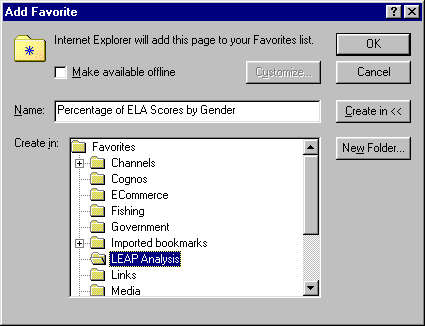 Add Favorite
Internet Explorer will add this page to your Favorites list.
OK
Make available offline
Customize...
Cancel
Name:
Percentage of ELA Scores by Gender
Create in <<
Create in:
New Folder...
Favorites
Channels
Cognos
ECommerce
Fishing
Government
Imported bookmarks
LEAP Analysis
Links
Media